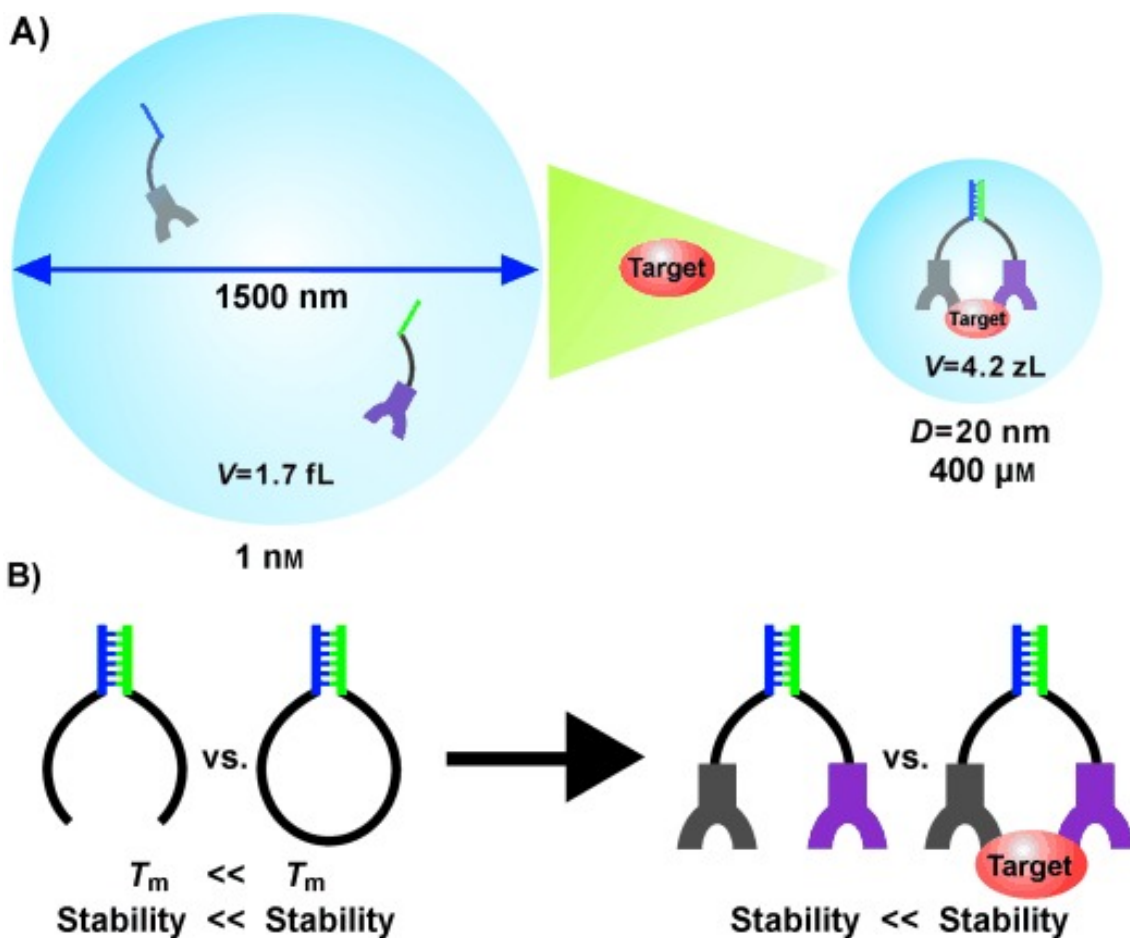 A)
1500 nm
V=1.7 fL
1 nM
Target
Target
V=4.2 zL
D=20 nm
400 µM
B)
vs.
Tm << Tm
Stability << Stability
vs.
Target
Stability << Stability